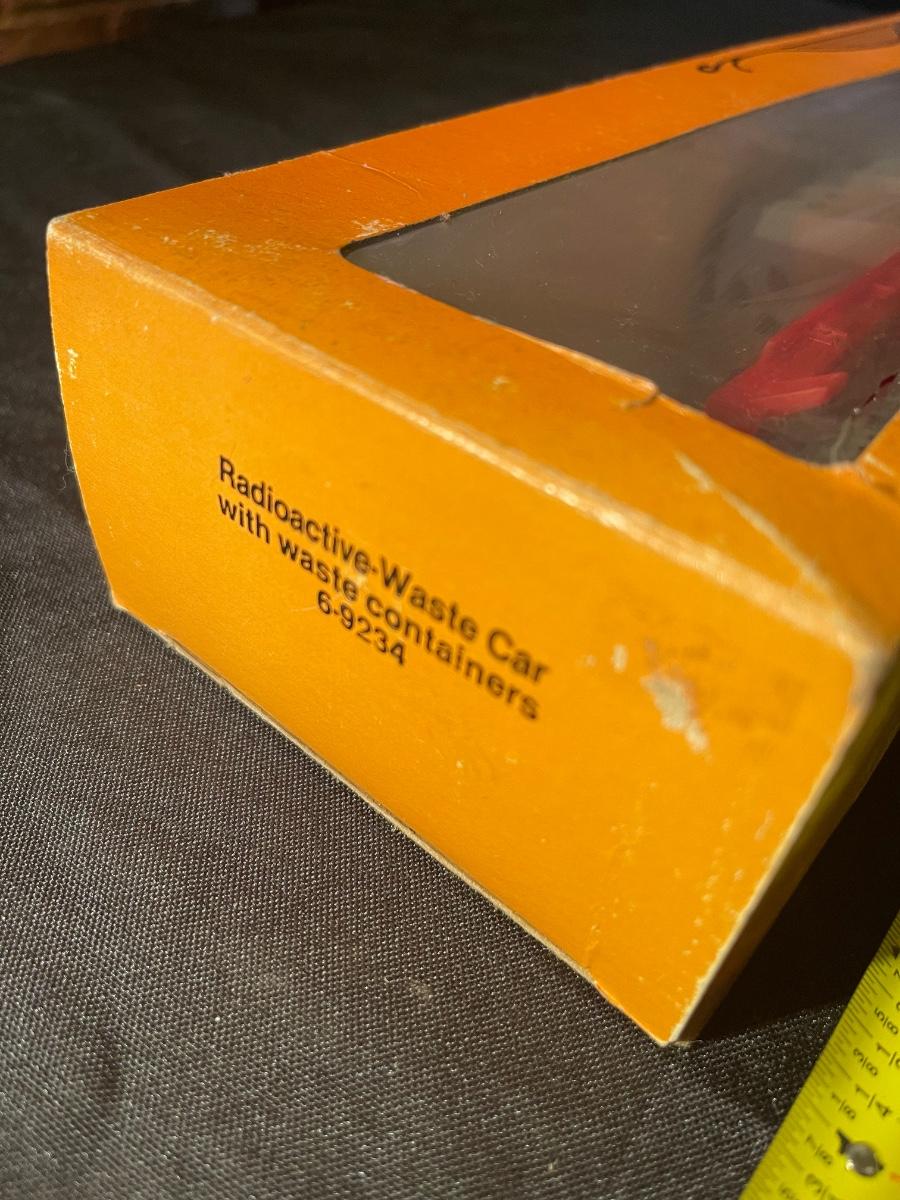 Radioactive-Waste Car
with waste containers
6-9234